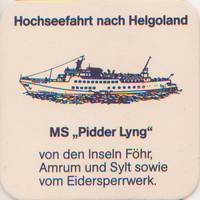 Hochseefahrt nach Helgoland
MS „Pidder Lyng“
von den Inseln Föhr,
Amrum und Sylt sowie
vom Eidersperrwerk.